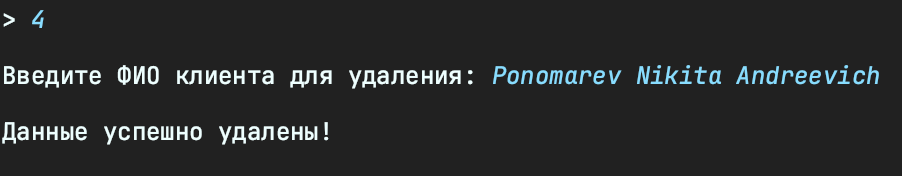 > 4
Введите ФИО клиента для удаления: Ponomarev Nikita Andreevich
Данные успешно удалены!